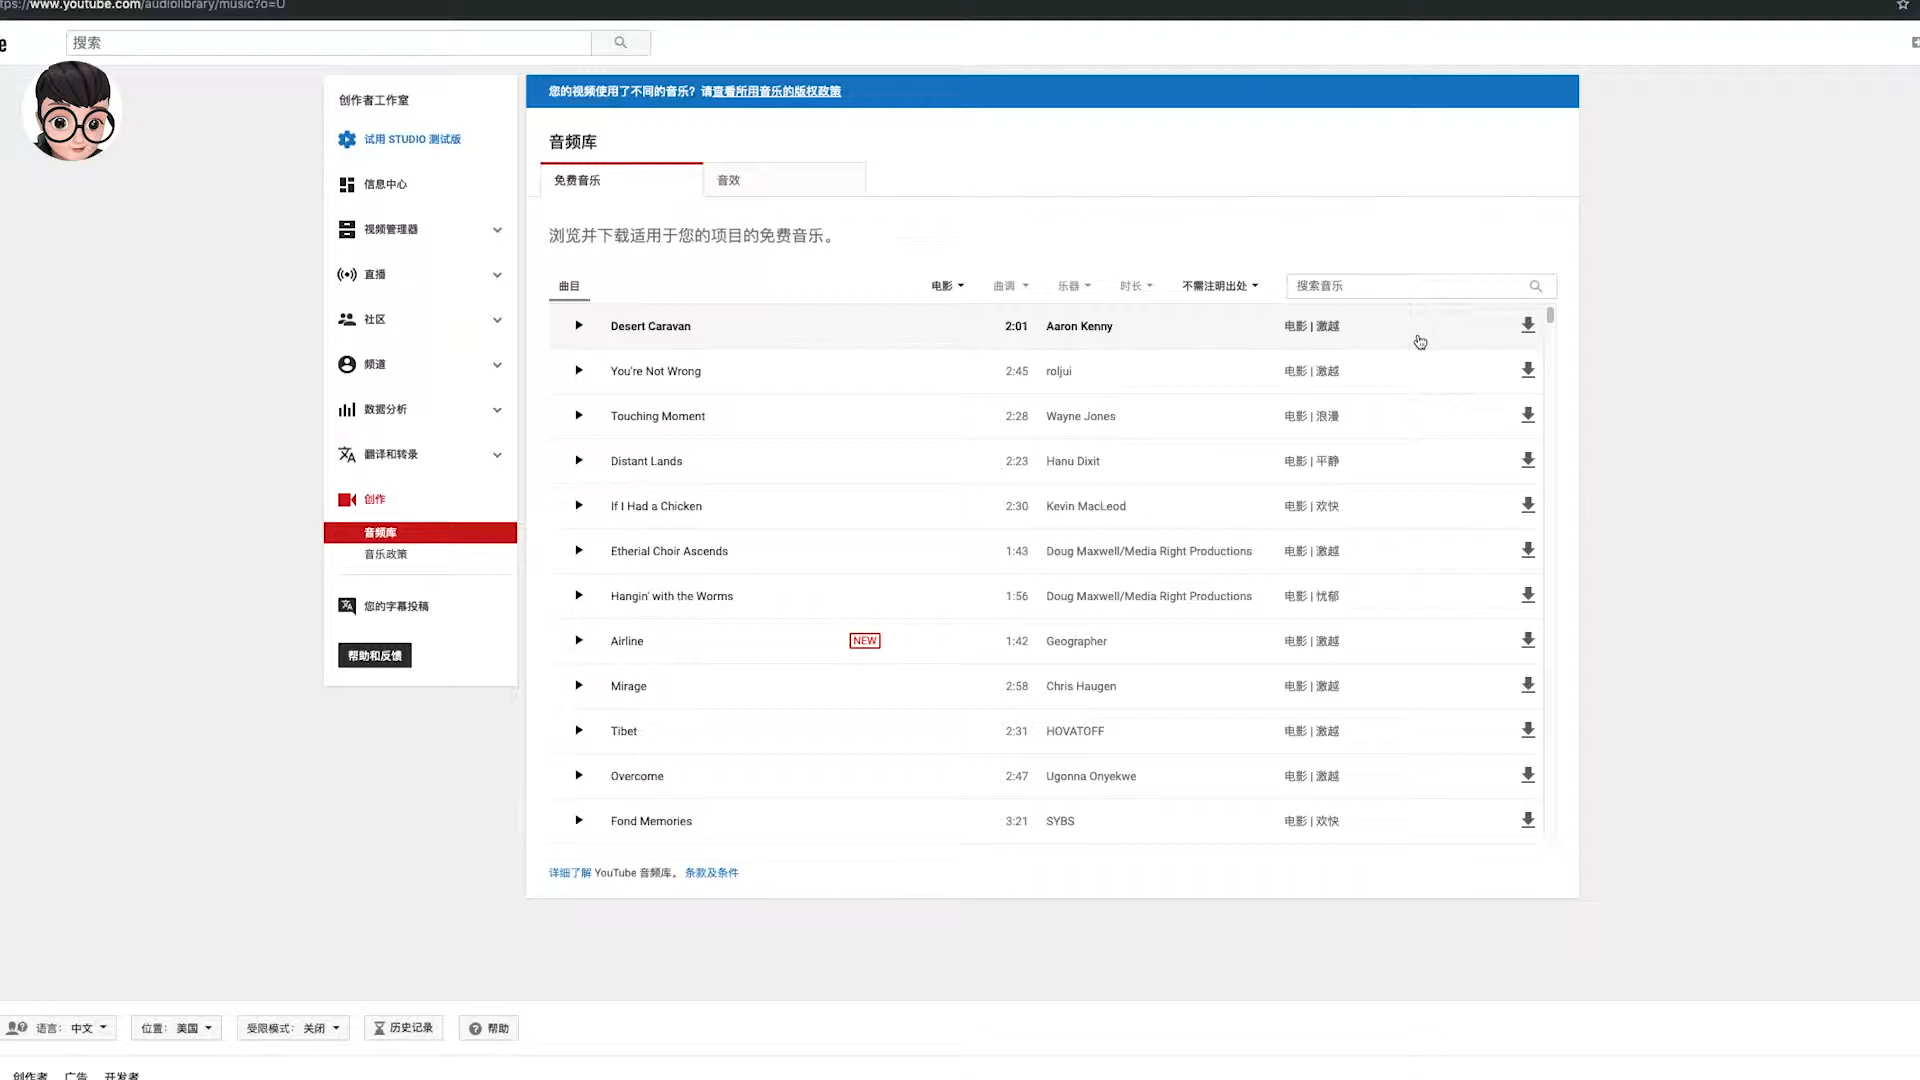 tps://www.youtube.com/audiolibrary/music?o=U
e
搜索
创作者工作室
试用 STUDIO 测试版
信息中心
视频管理器
直播
社区
频道
数据分析
翻译和转录
创作
音频库
音乐政策
您的字幕投稿
帮助和反馈
您的视频使用了不同的音乐？请查看所用音乐的版权政策
音频库
免费音乐 音效
浏览并下载适用于您的项目的免费音乐。
曲目 电影 曲调 乐器 时长 不需注明出处 搜索音乐
Desert Caravan 2:01 Aaron Kenny 电影 | 激越
You're Not Wrong 2:45 roljui 电影 | 激越
Touching Moment 2:28 Wayne Jones 电影 | 浪漫
Distant Lands 2:23 Hanu Dixit 电影 | 平静
If I Had a Chicken 2:30 Kevin MacLeod 电影 | 欢快
Etherial Choir Ascends 1:43 Doug Maxwell/Media Right Productions 电影 | 激越
Hangin' with the Worms 1:56 Doug Maxwell/Media Right Productions 电影 | 忧郁
Airline NEW 1:42 Geographer 电影 | 激越
Mirage 2:58 Chris Haugen 电影 | 激越
Tibet 2:31 HOVATOFF 电影 | 激越
Overcome 2:47 Ugonna Onyekwe 电影 | 激越
Fond Memories 3:21 SYBS 电影 | 欢快
详细了解 YouTube 音频库。 条款及条件
语言： 中文 位置： 美国 受限模式： 关闭 历史记录 帮助
创作者 广告 开发者